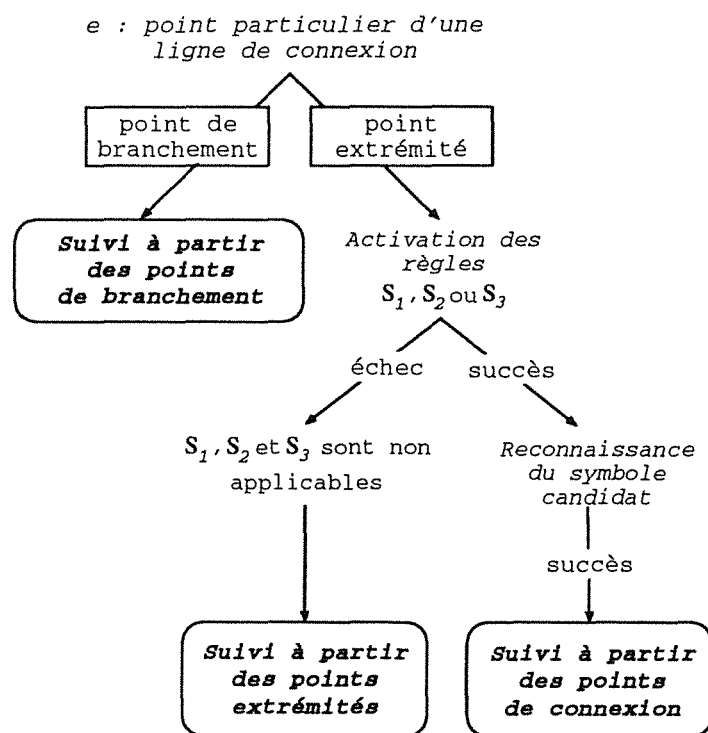 e : point particulier d'une
ligne de connexion
point de
branchement
point
extrémité
Suivi à partir
des points
de branchement
Activation des
règles
S1, S2 ou S3
échec
succès
S1, S2 et S3 sont non
applicables
Reconnaissance
du symbole
candidat
succès
Suivi à partir
des points
extrémités
Suivi à partir
des points
de connexion